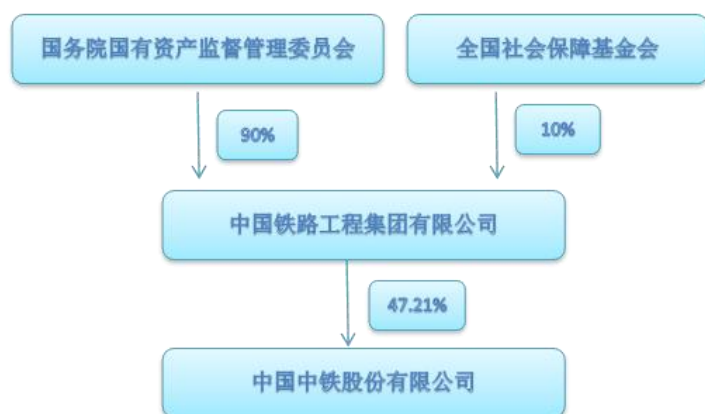 国务院国有资产监督管理委员会
全国社会保障基金会
90%
10%
中国铁路工程集团有限公司
47.21%
中国中铁股份有限公司